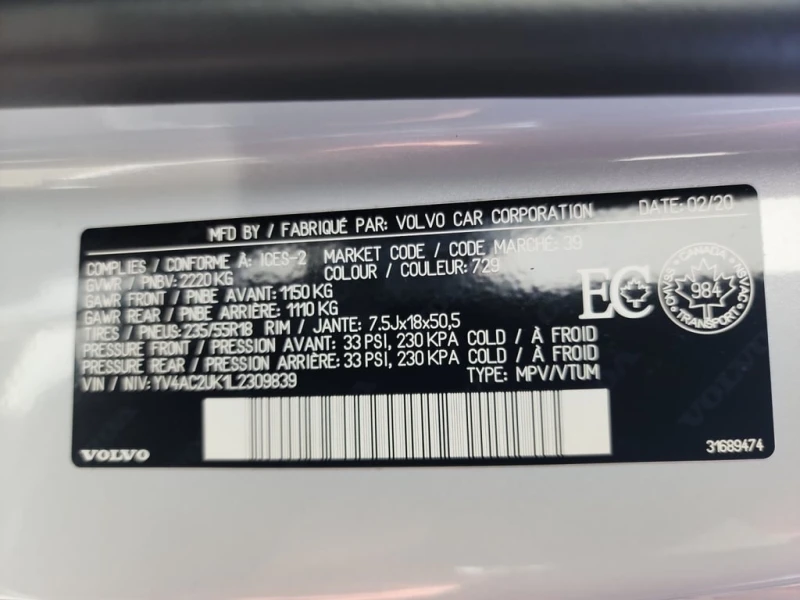 MFD BY / FABRIQUÉ PAR: VOLVO CAR CORPORATION DATE: 02/20
COMPLIES / CONFORME À: ICES-2 MARKET CODE / CODE MARCHÉ: 39
GVWR / PNBV: 2220 KG COLOUR / COULEUR: 729
GAWR FRONT / PNBE AVANT: 1150 KG
GAWR REAR / PNBE ARRIÈRE: 1110 KG
TIRES / PNEUS: 235/55R18 RIM / JANTE: 7.5Jx18x50,5
PRESSURE FRONT / PRESSION AVANT: 33 PSI, 230 KPA COLD / À FROID
PRESSURE REAR / PRESSION ARRIÈRE: 33 PSI, 230 KPA COLD / À FROID
VIN / NIV: YV4AC2UK1L2309839 TYPE: MPV/VTUM
EC
CANADA
NSVAC
984
TRANSPORT
NSVAC
VOLVO
31689474